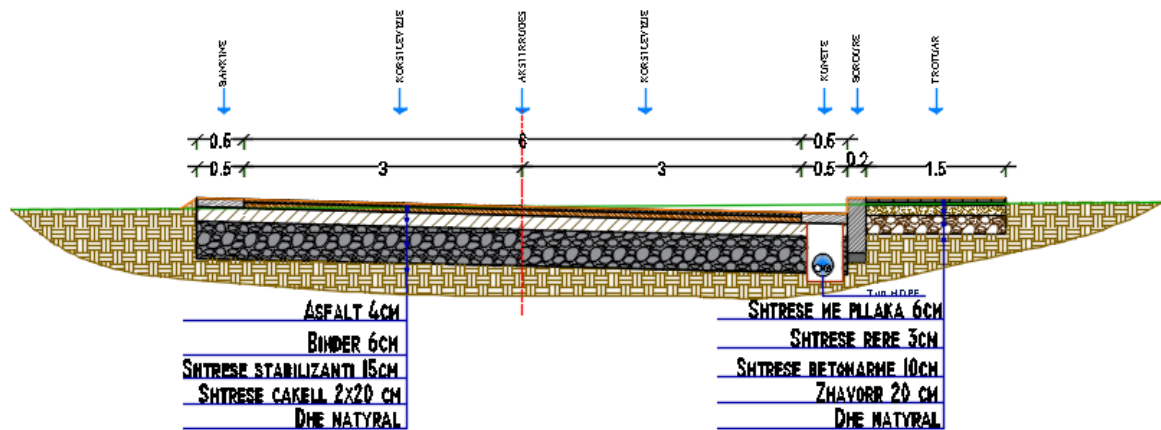 BANKINE
KORSI LEVIZJE
AKSI I RRUGES
KORSI LEVIZJE
KUNETE
BORDURE
TROTUAR
0.5 6 0.5
0.5 3 3 0.5 0.2 1.5
Tub HDPE
ASFALT 4CM
BINDER 6CM
SHTRESE STABILIZANTI 15CM
SHTRESE CAKELL 2X20 CM
DHE NATYRAL
SHTRESE ME PLLAKA 6CM
SHTRESE RERE 3CM
SHTRESE BETONARME 10CM
ZHAVORR 20 CM
DHE NATYRAL